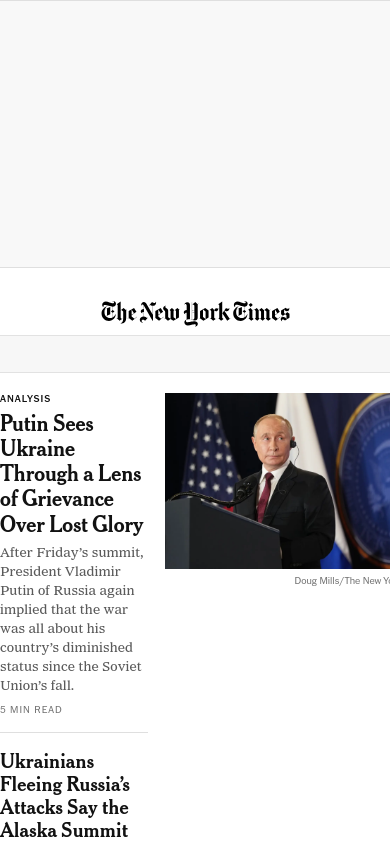 The New York Times
ANALYSIS
Putin Sees
Ukraine
Through a Lens
of Grievance
Over Lost Glory
After Friday’s summit,
President Vladimir
Putin of Russia again
implied that the war
was all about his
country’s diminished
status since the Soviet
Union’s fall.
5 MIN READ
Doug Mills/The New
Ukrainians
Fleeing Russia’s
Attacks Say the
Alaska Summit